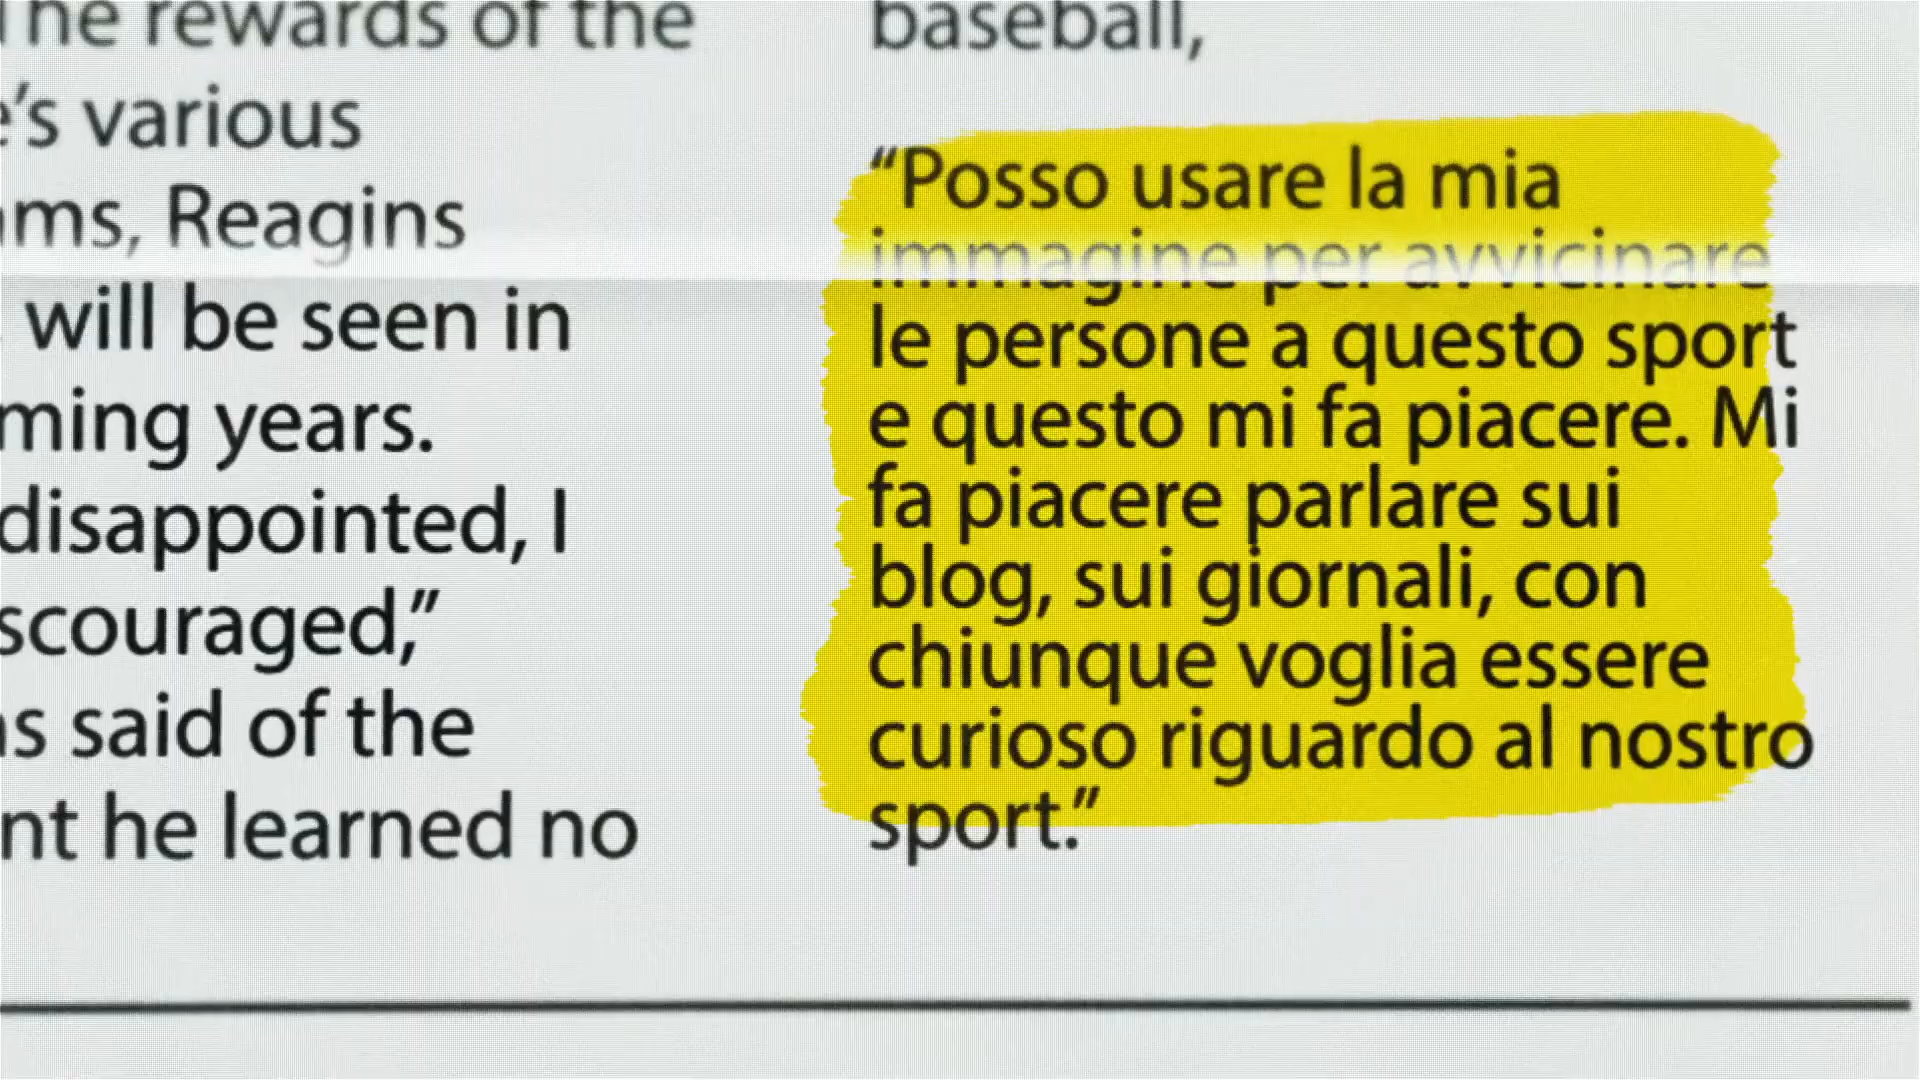 The rewards of the
e's various
ams, Reagins
will be seen in
ming years.
disappointed, I
scouraged,”
as said of the
nt he learned no
baseball,
“Posso usare la mia
immagine per avvicinare
le persone a questo sport
e questo mi fa piacere. Mi
fa piacere parlare sui
blog, sui giornali, con
chiunque voglia essere
curioso riguardo al nostro
sport.”